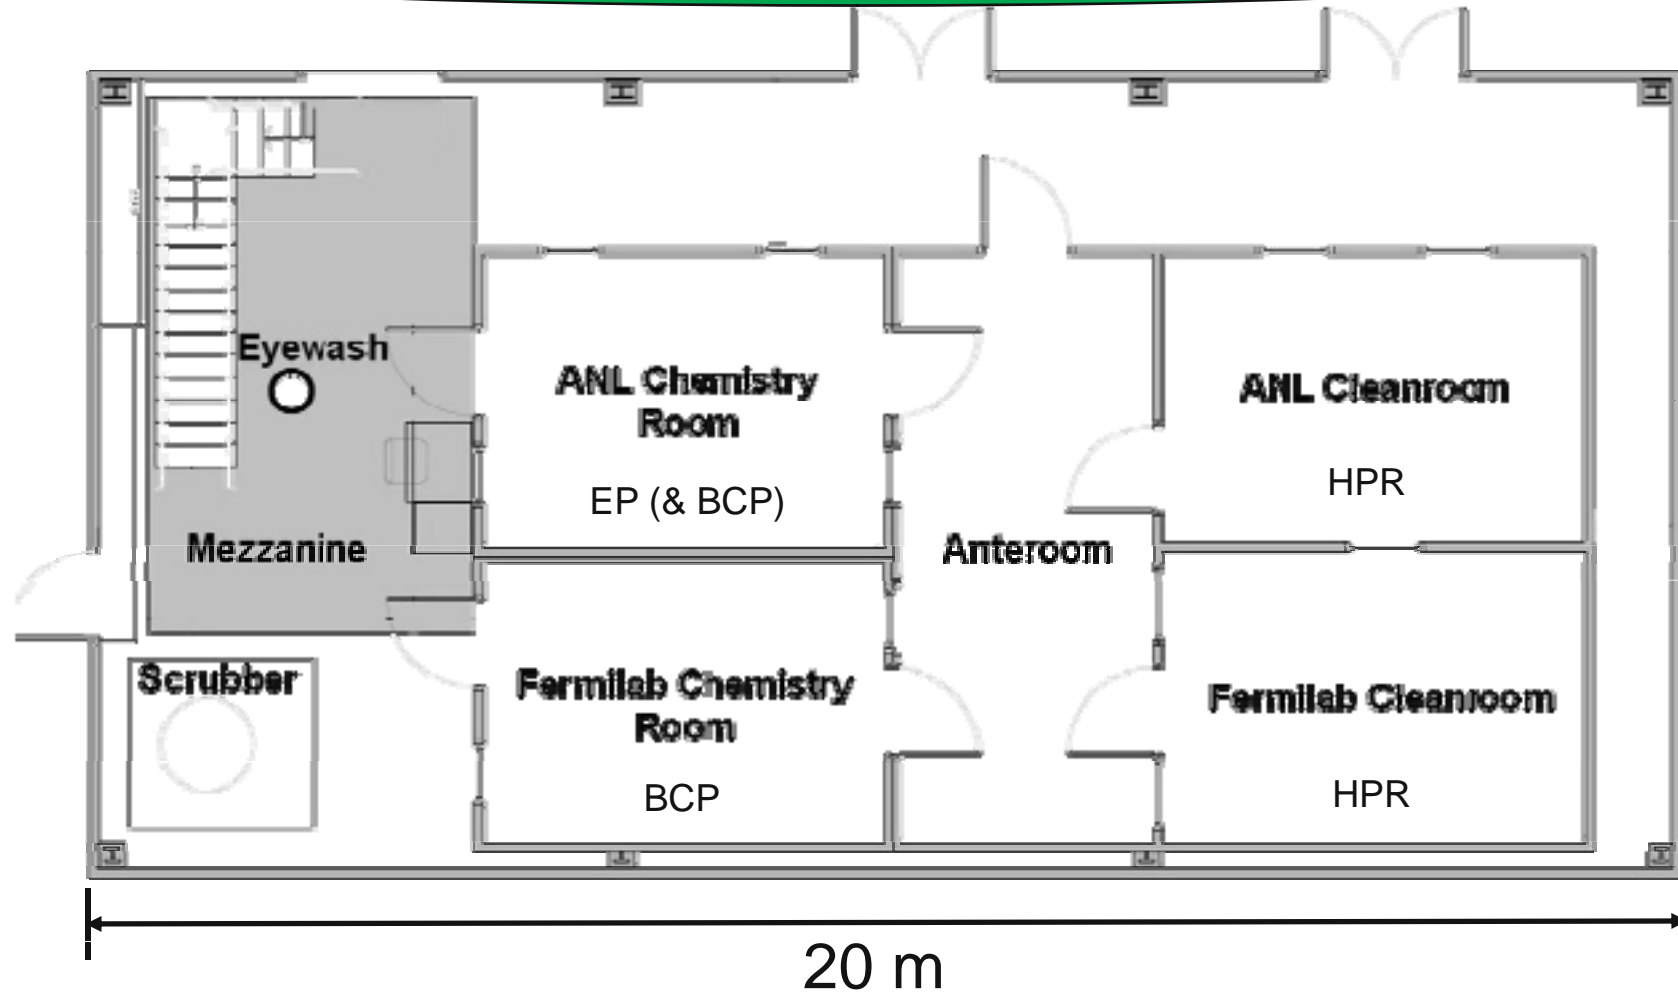 Eyewash
ANL Chemistry
Room
EP (& BCP)
ANL Cleanroom
HPR
Mezzanine
Anteroom
Scrubber
Fermilab Chemistry
Room
BCP
Fermilab Cleanroom
HPR
20 m